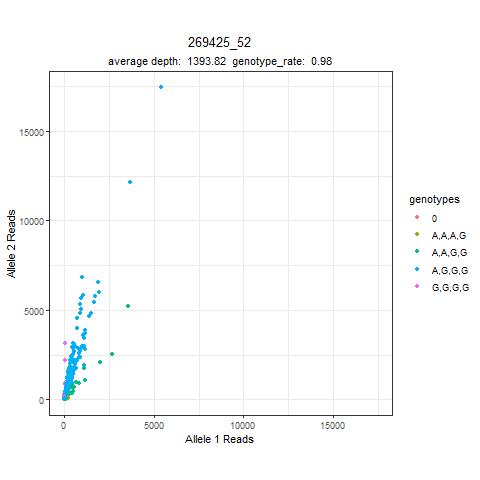 269425_52
average depth:  1393.82  genotype_rate:  0.98
Allele 2 Reads
15000
10000
5000
0
0
5000
10000
15000
Allele 1 Reads
genotypes
0
A,A,A,G
A,A,G,G
A,G,G,G
G,G,G,G